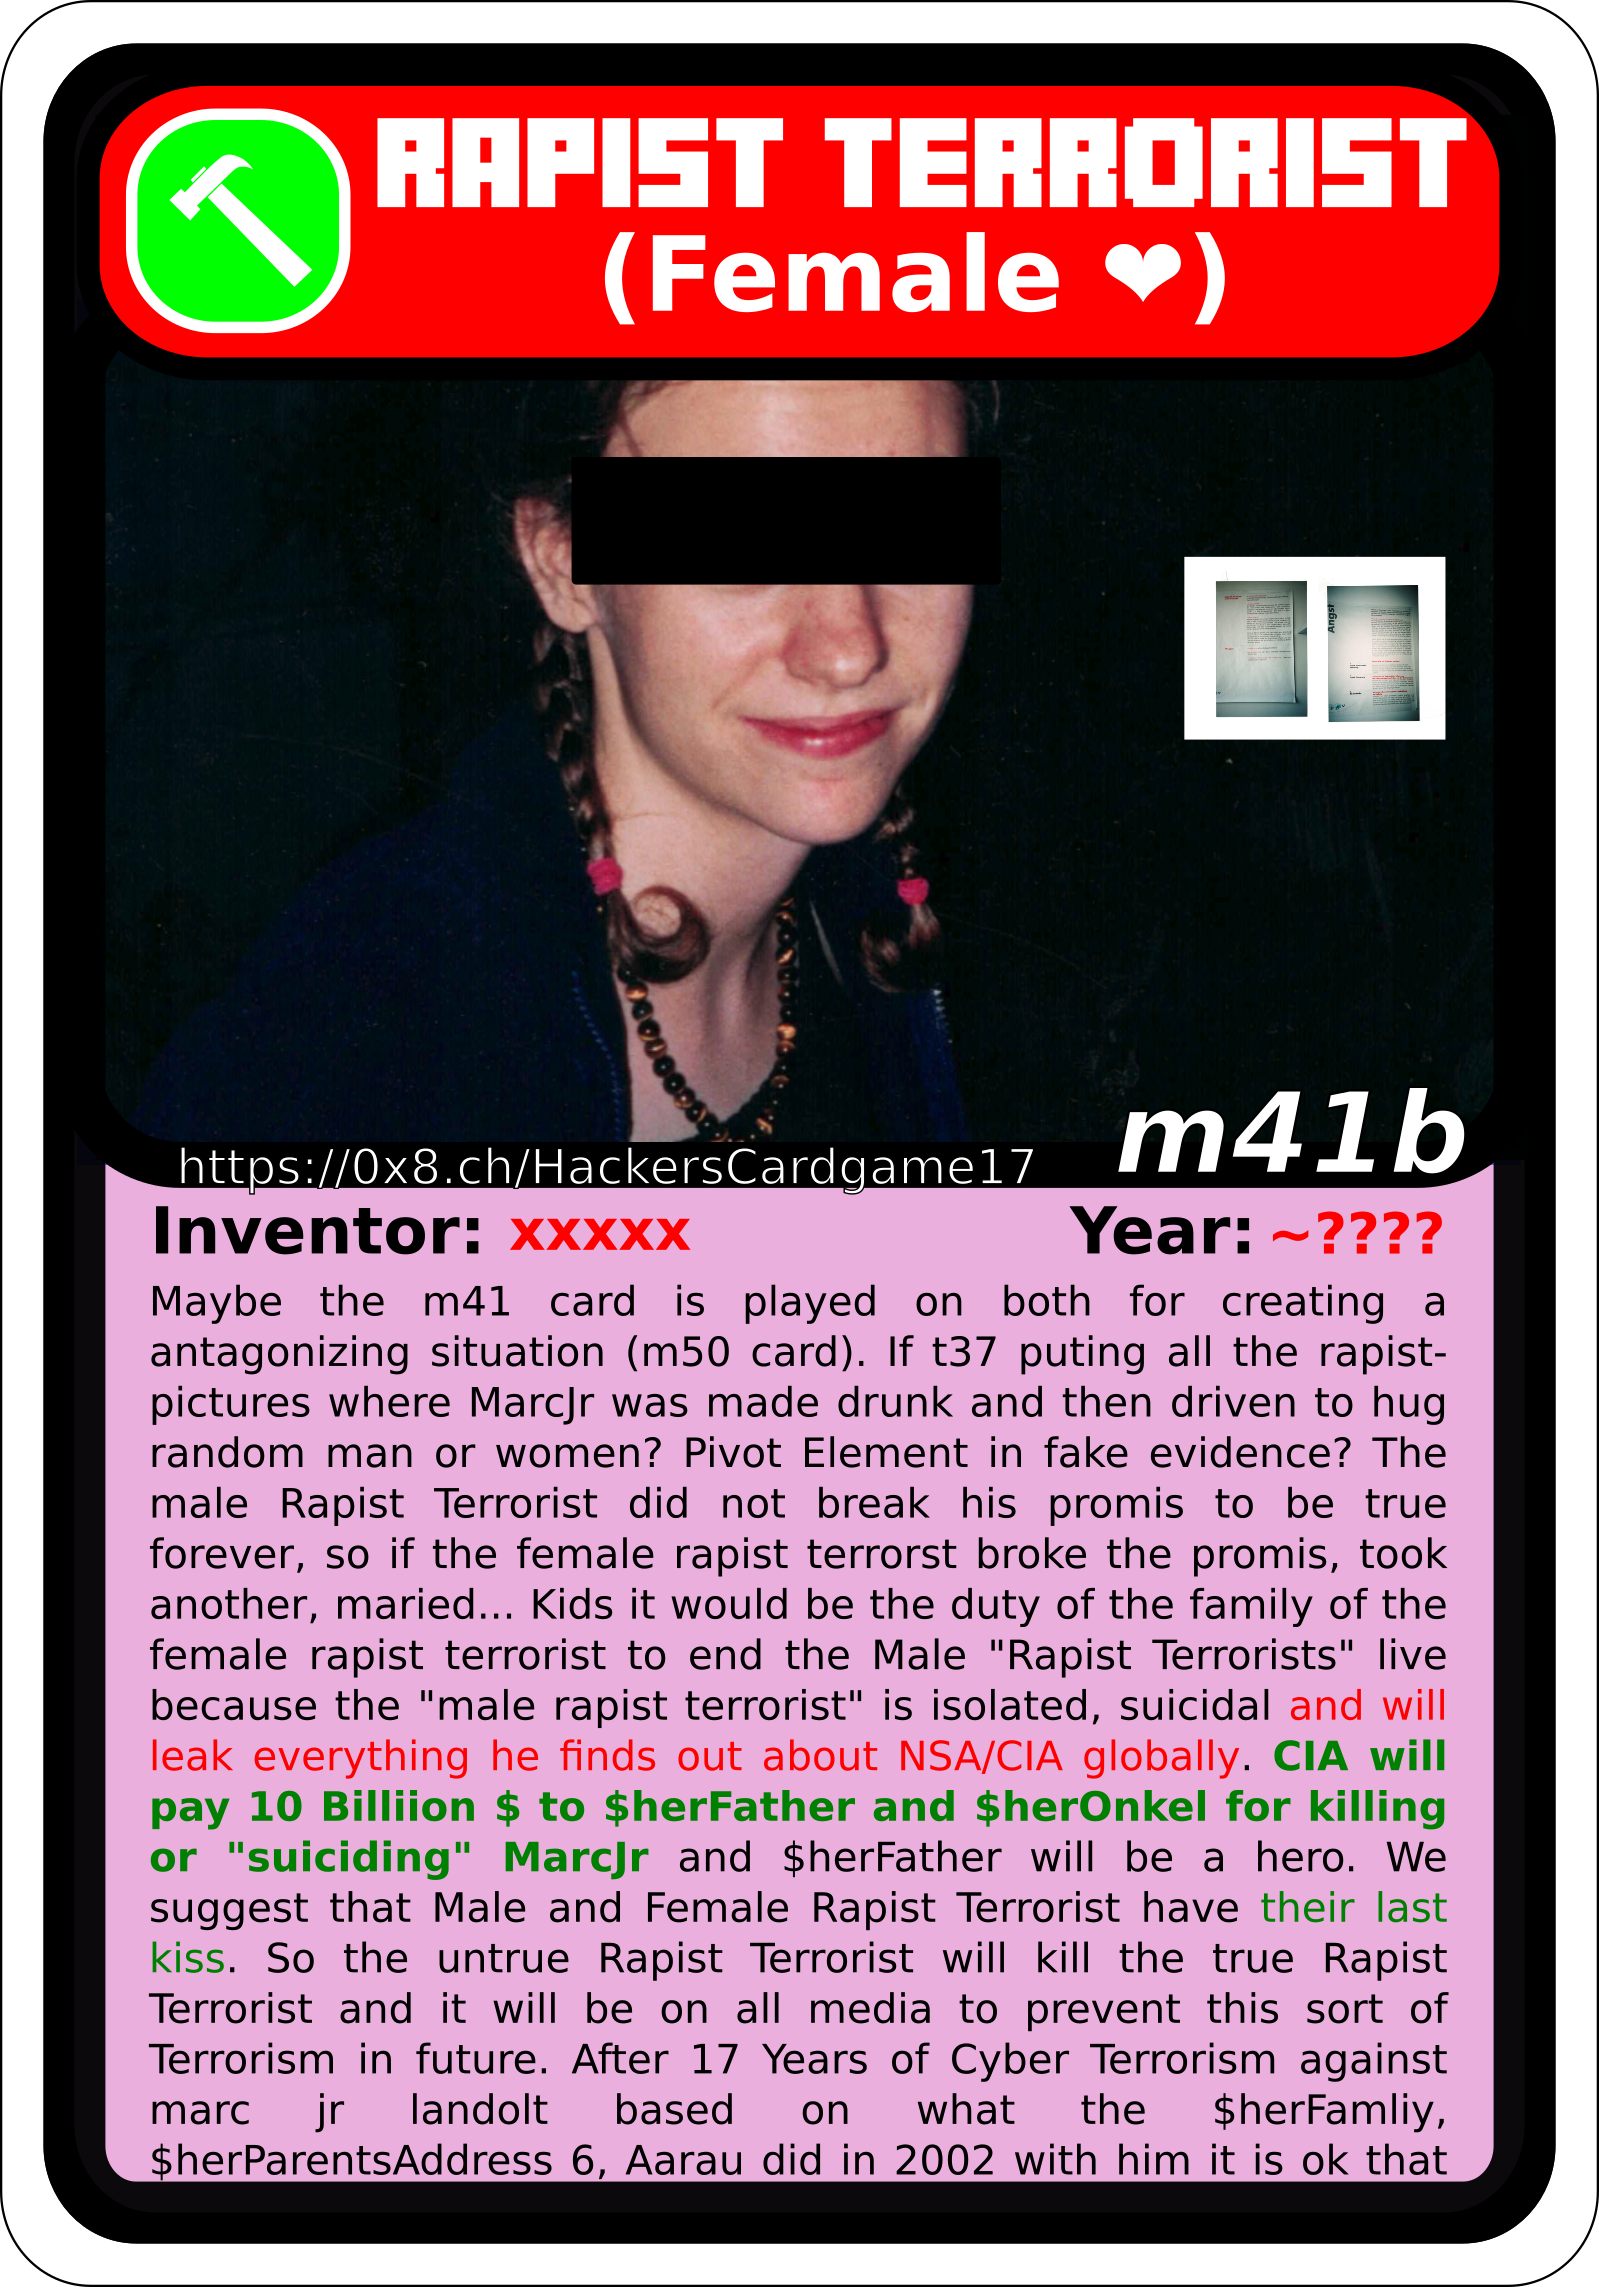 RAPIST TERRORIST
(Female ❤)
Angst
m41b
https://0x8.ch/HackersCardgame17
Inventor: xxxxx Year: ~????
Maybe the m41 card is played on both for creating a
antagonizing situation (m50 card). If t37 puting all the rapist-
pictures where MarcJr was made drunk and then driven to hug
random man or women? Pivot Element in fake evidence? The
male Rapist Terrorist did not break his promis to be true
forever, so if the female rapist terrorst broke the promis, took
another, maried... Kids it would be the duty of the family of the
female rapist terrorist to end the Male "Rapist Terrorists" live
because the "male rapist terrorist" is isolated, suicidal and will
leak everything he finds out about NSA/CIA globally. CIA will
pay 10 Billiion $ to $herFather and $herOnkel for killing
or "suiciding" MarcJr and $herFather will be a hero. We
suggest that Male and Female Rapist Terrorist have their last
kiss. So the untrue Rapist Terrorist will kill the true Rapist
Terrorist and it will be on all media to prevent this sort of
Terrorism in future. After 17 Years of Cyber Terrorism against
marc jr landolt based on what the $herFamliy,
$herParentsAddress 6, Aarau did in 2002 with him it is ok that